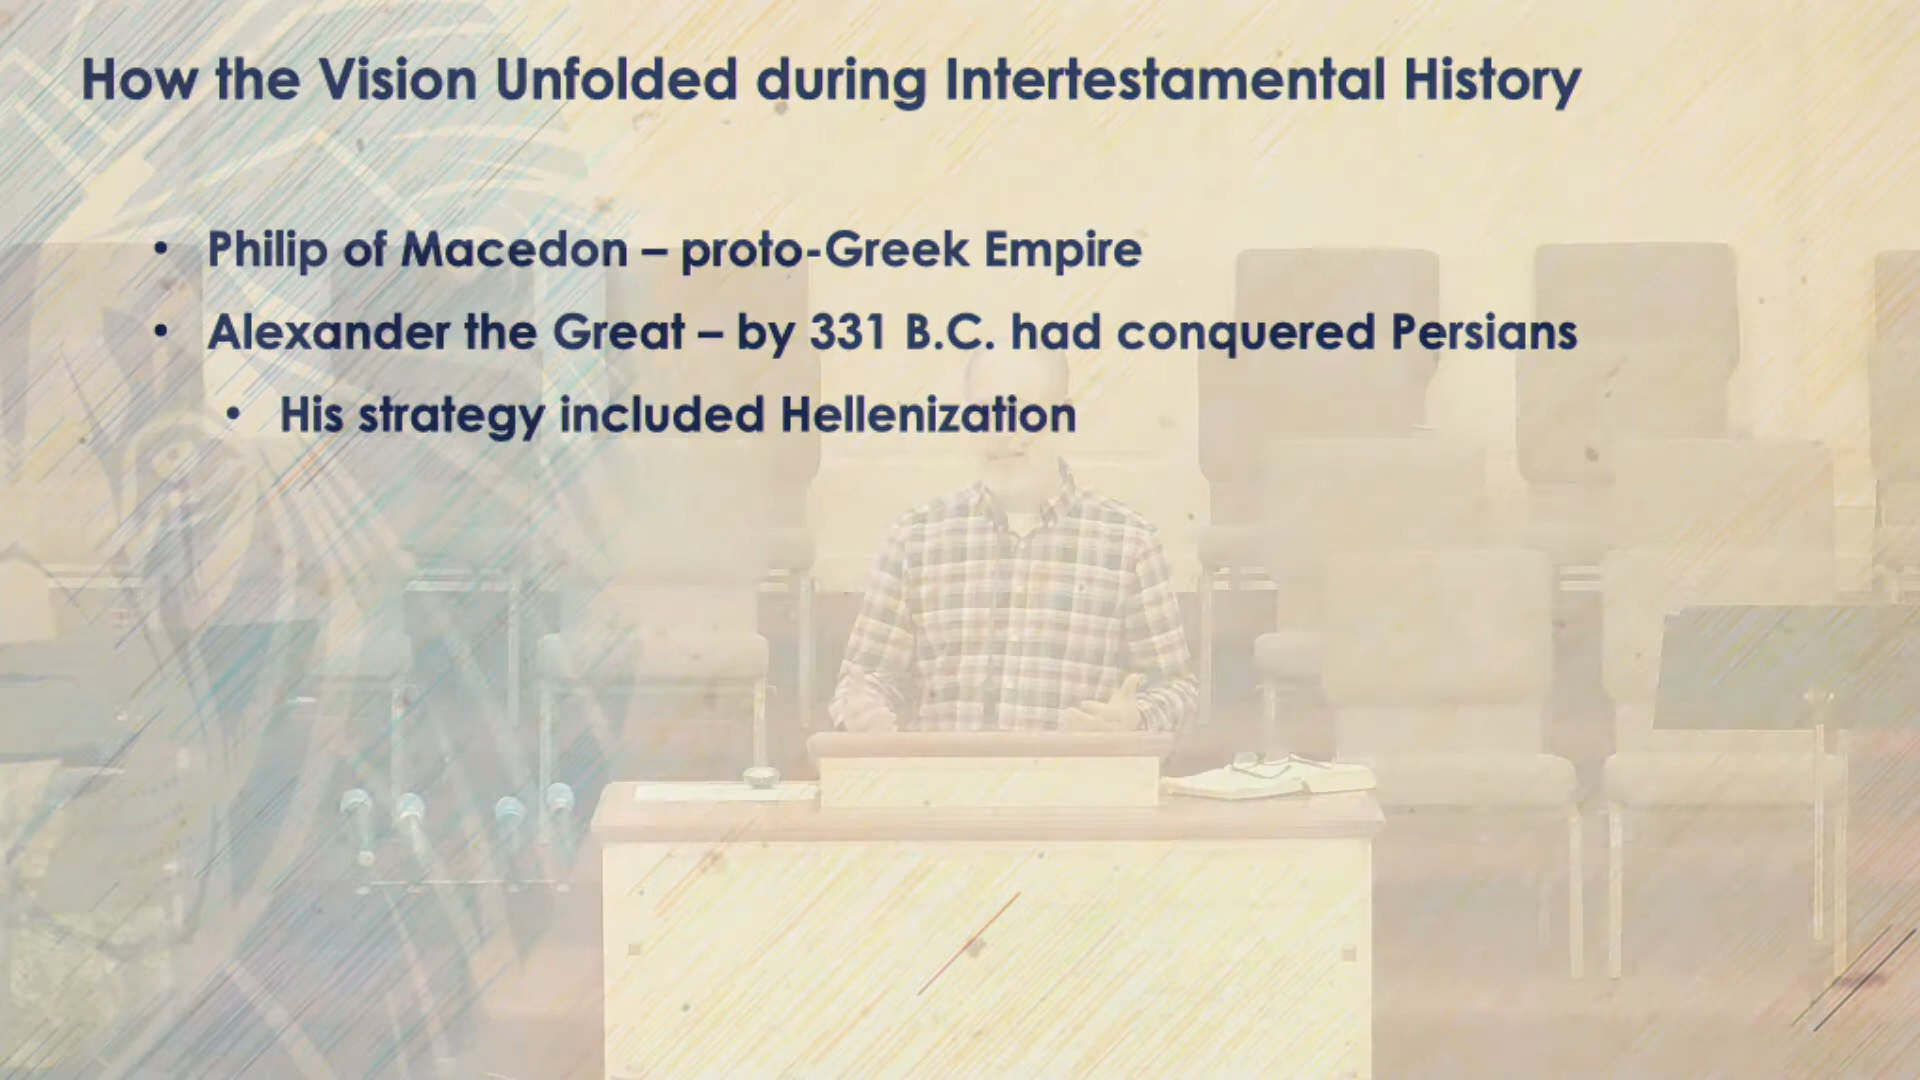 How the Vision Unfolded during Intertestamental History
• Philip of Macedon – proto-Greek Empire
• Alexander the Great – by 331 B.C. had conquered Persians
• His strategy included Hellenization